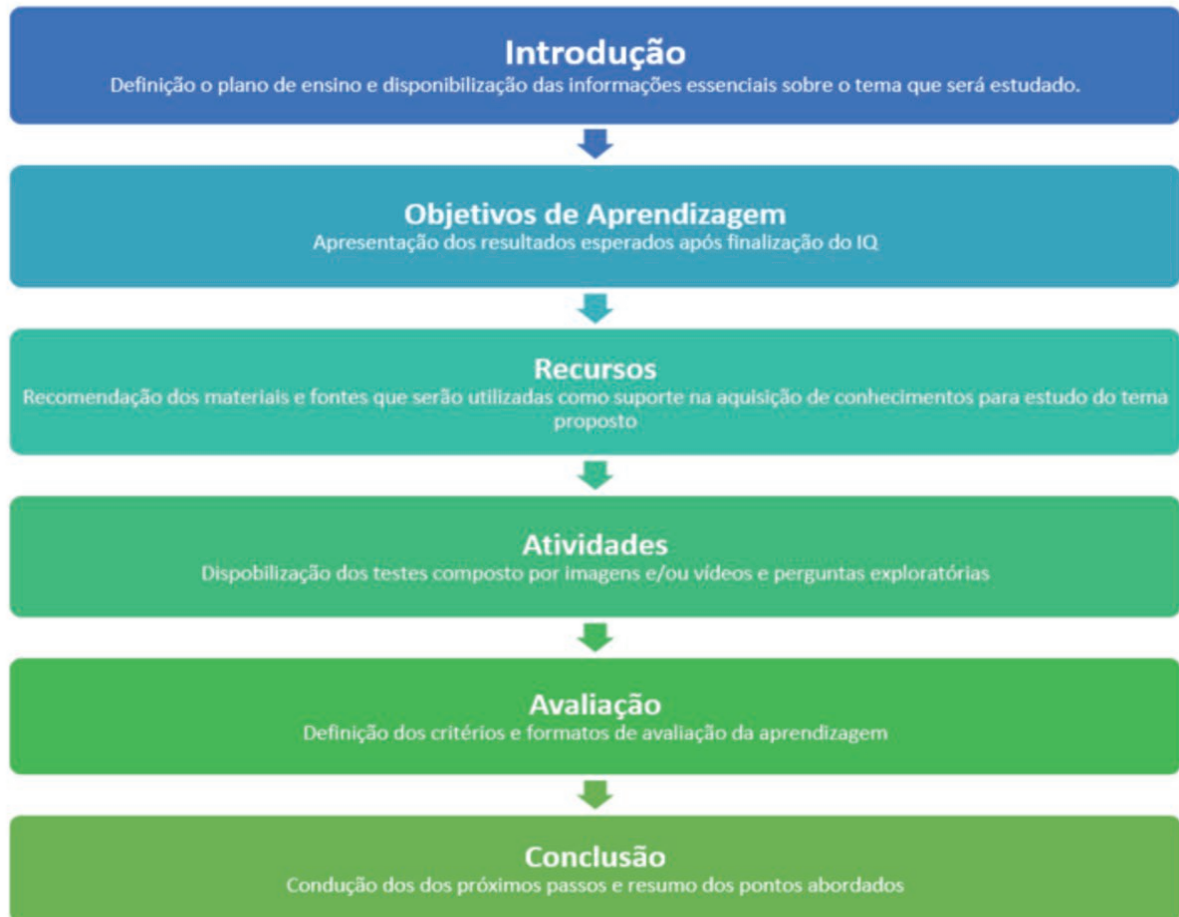 Introdução
Definição o plano de ensino e disponibilização das informações essenciais sobre o tema que será estudado.
Objetivos de Aprendizagem
Apresentação dos resultados esperados após finalização do IQ
Recursos
Recomendação dos materiais e fontes que serão utilizadas como suporte na aquisição de conhecimentos para estudo do tema
proposto
Atividades
Dispobilização dos testes composto por imagens e/ou vídeos e perguntas exploratórias
Avaliação
Definição dos critérios e formatos de avaliação da aprendizagem
Conclusão
Condução dos dos próximos passos e resumo dos pontos abordados